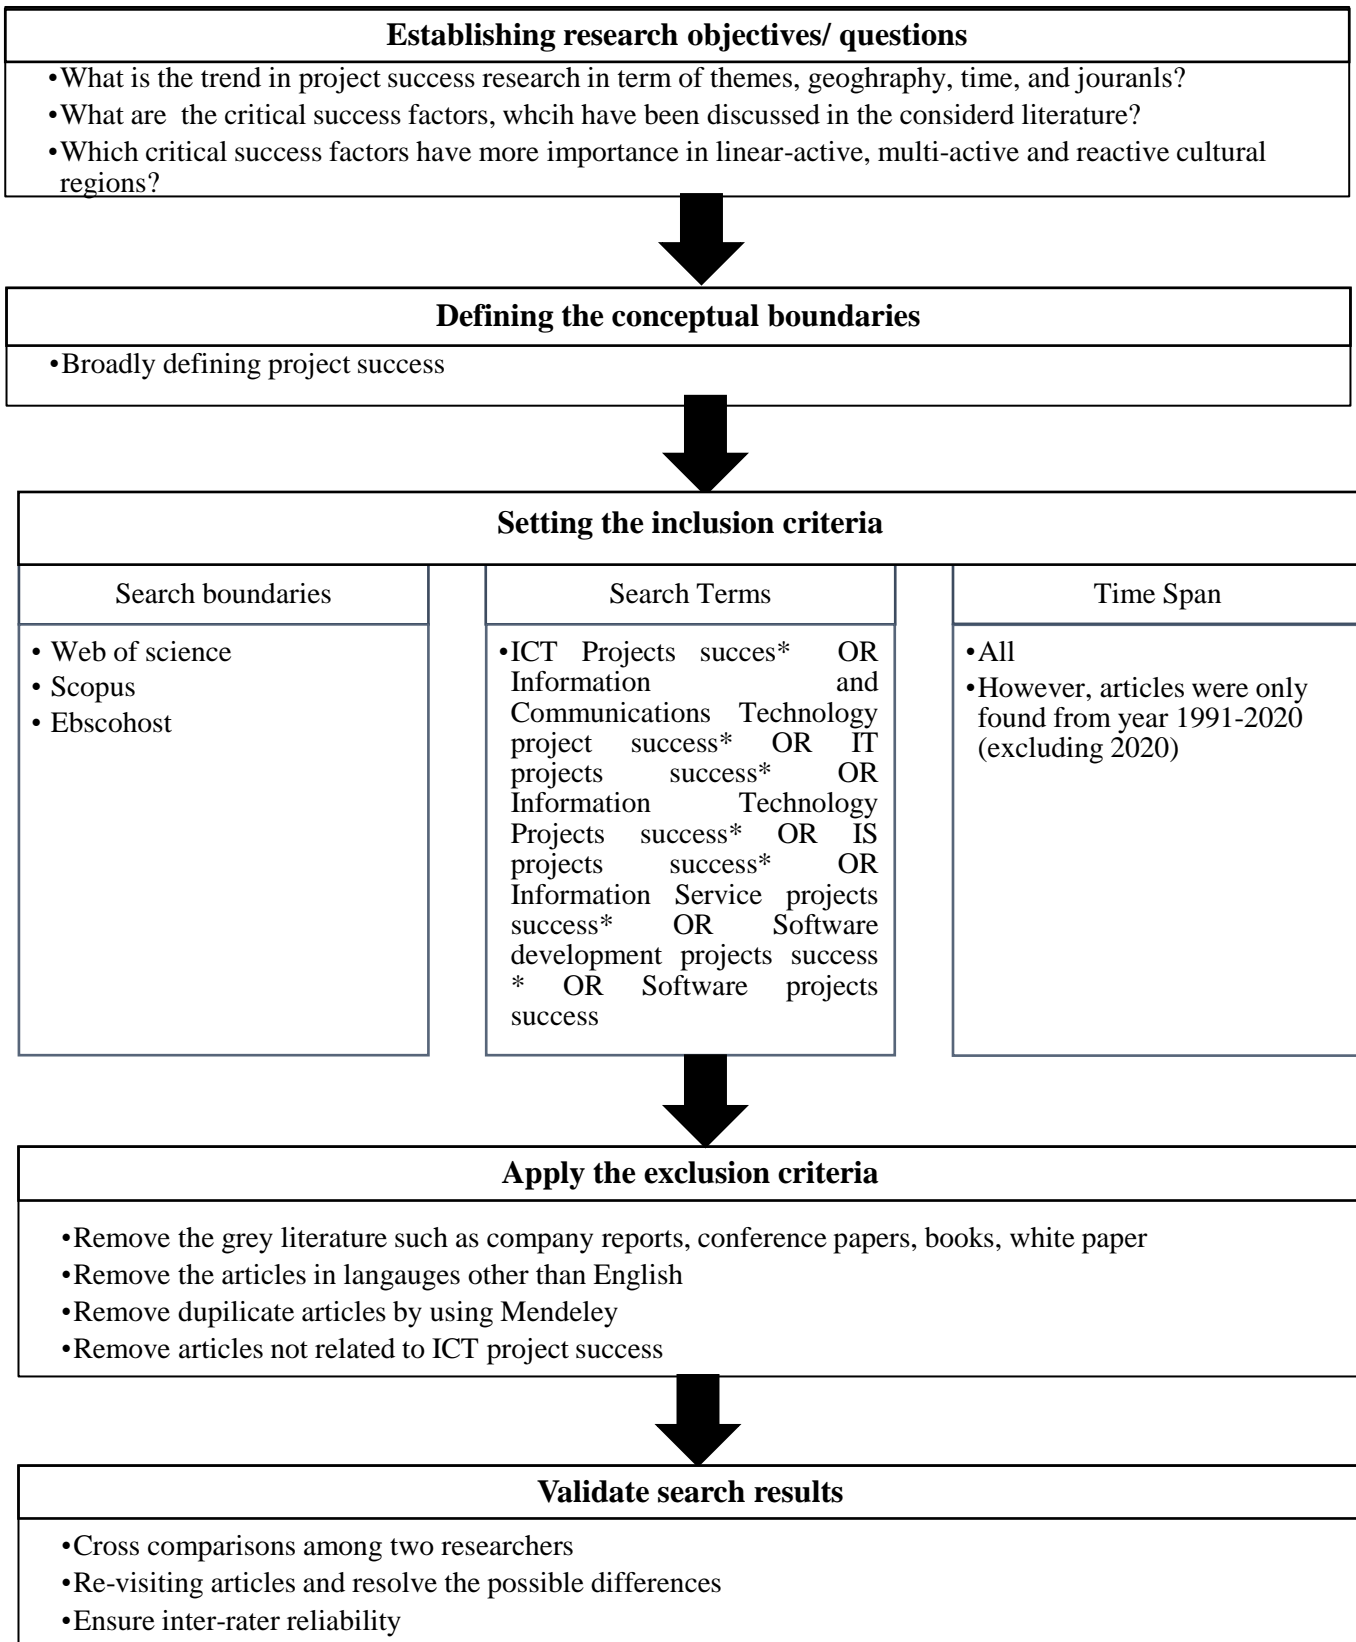 Establishing research objectives/ questions
•What is the trend in project success research in term of themes, geoghraphy, time, and jouranls?
•What are the critical success factors, whcih have been discussed in the considerd literature?
•Which critical success factors have more importance in linear-active, multi-active and reactive cultural
regions?
Defining the conceptual boundaries
•Broadly defining project success
Setting the inclusion criteria
Search boundaries
• Web of science
• Scopus
• Ebscohost
Search Terms
•ICT Projects succes* OR
Information and
Communications Technology
project success* OR IT
projects success* OR
Information Technology
Projects success* OR IS
projects success* OR
Information Service projects
success* OR Software
development projects success
* OR Software projects
success
Time Span
•All
•However, articles were only
found from year 1991-2020
(excluding 2020)
Apply the exclusion criteria
•Remove the grey literature such as company reports, conference papers, books, white paper
•Remove the articles in langauges other than English
•Remove dupilicate articles by using Mendeley
•Remove articles not related to ICT project success
Validate search results
•Cross comparisons among two researchers
•Re-visiting articles and resolve the possible differences
•Ensure inter-rater reliability